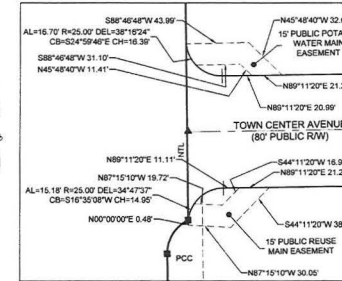 S88°46'48"W 43.99'
AL=16.70' R=25.00' DEL=38°16'24"
CB=S24°59'46"E CH=16.39'
S88°46'48"W 31.10'
N45°48'40"W 11.41'
N45°48'40"W 32.
15' PUBLIC POTA
WATER MAIN
EASEMENT
N89°11'20"E 21.
N89°11'20"E 20.99'
TOWN CENTER AVENUE
(80' PUBLIC R/W)
NTL
N89°11'20"E 11.11'
N87°15'10"W 19.72'
AL=15.18' R=25.00' DEL=34°47'37"
CB=S16°35'08"W CH=14.95'
N00°00'00"E 0.48'
S44°11'20"W 16.9
N89°11'20"E 21.2
S44°11'20"W 38
15' PUBLIC REUSE
MAIN EASEMENT
PCC
N87°15'10"W 30.05'